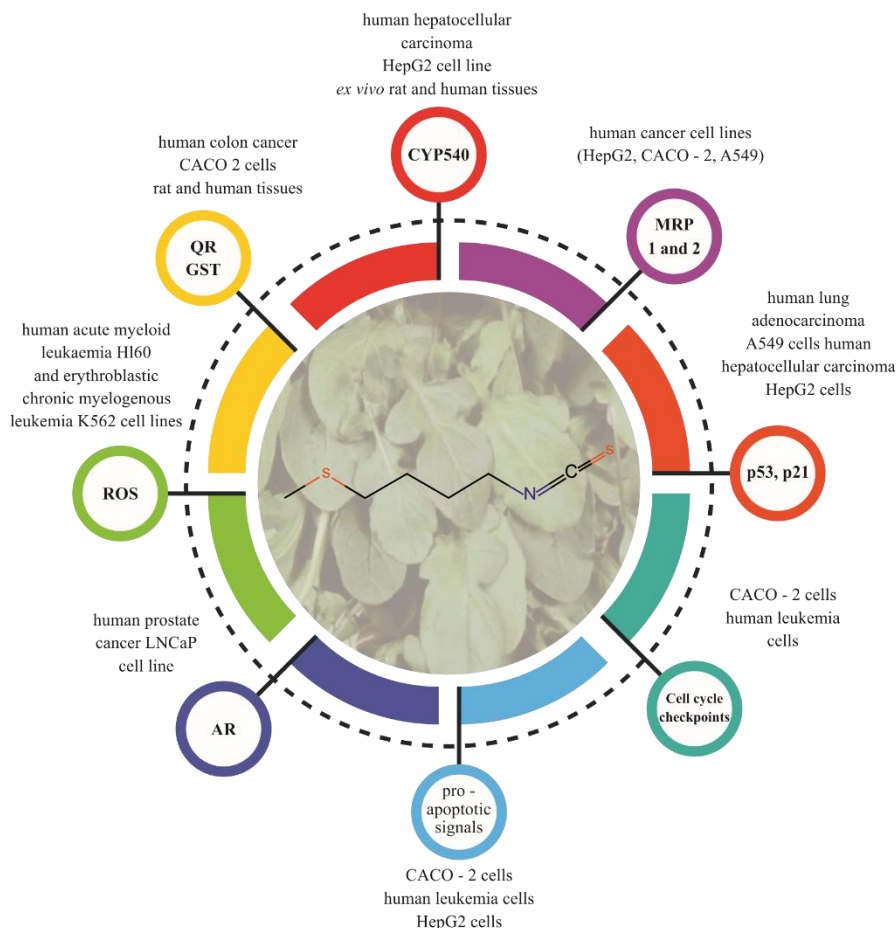 human hepatocellular
carcinoma
HepG2 cell line
ex vivo rat and human tissues
CYP540
human cancer cell lines
(HepG2, CACO - 2, A549)
MRP
1 and 2
human lung
adenocarcinoma
A549 cells human
hepatocellular carcinoma
HepG2 cells
p53, p21
CACO - 2 cells
human leukemia
cells
Cell cycle
checkpoints
pro -
apoptotic
signals
CACO - 2 cells
human leukemia cells
HepG2 cells
human prostate
cancer LNCaP
cell line
AR
human acute myeloid
leukaemia Hl60
and erythroblastic
chronic myelogenous
leukemia K562 cell lines
ROS
human colon cancer
CACO 2 cells
rat and human tissues
QR
GST
S
N
C
S